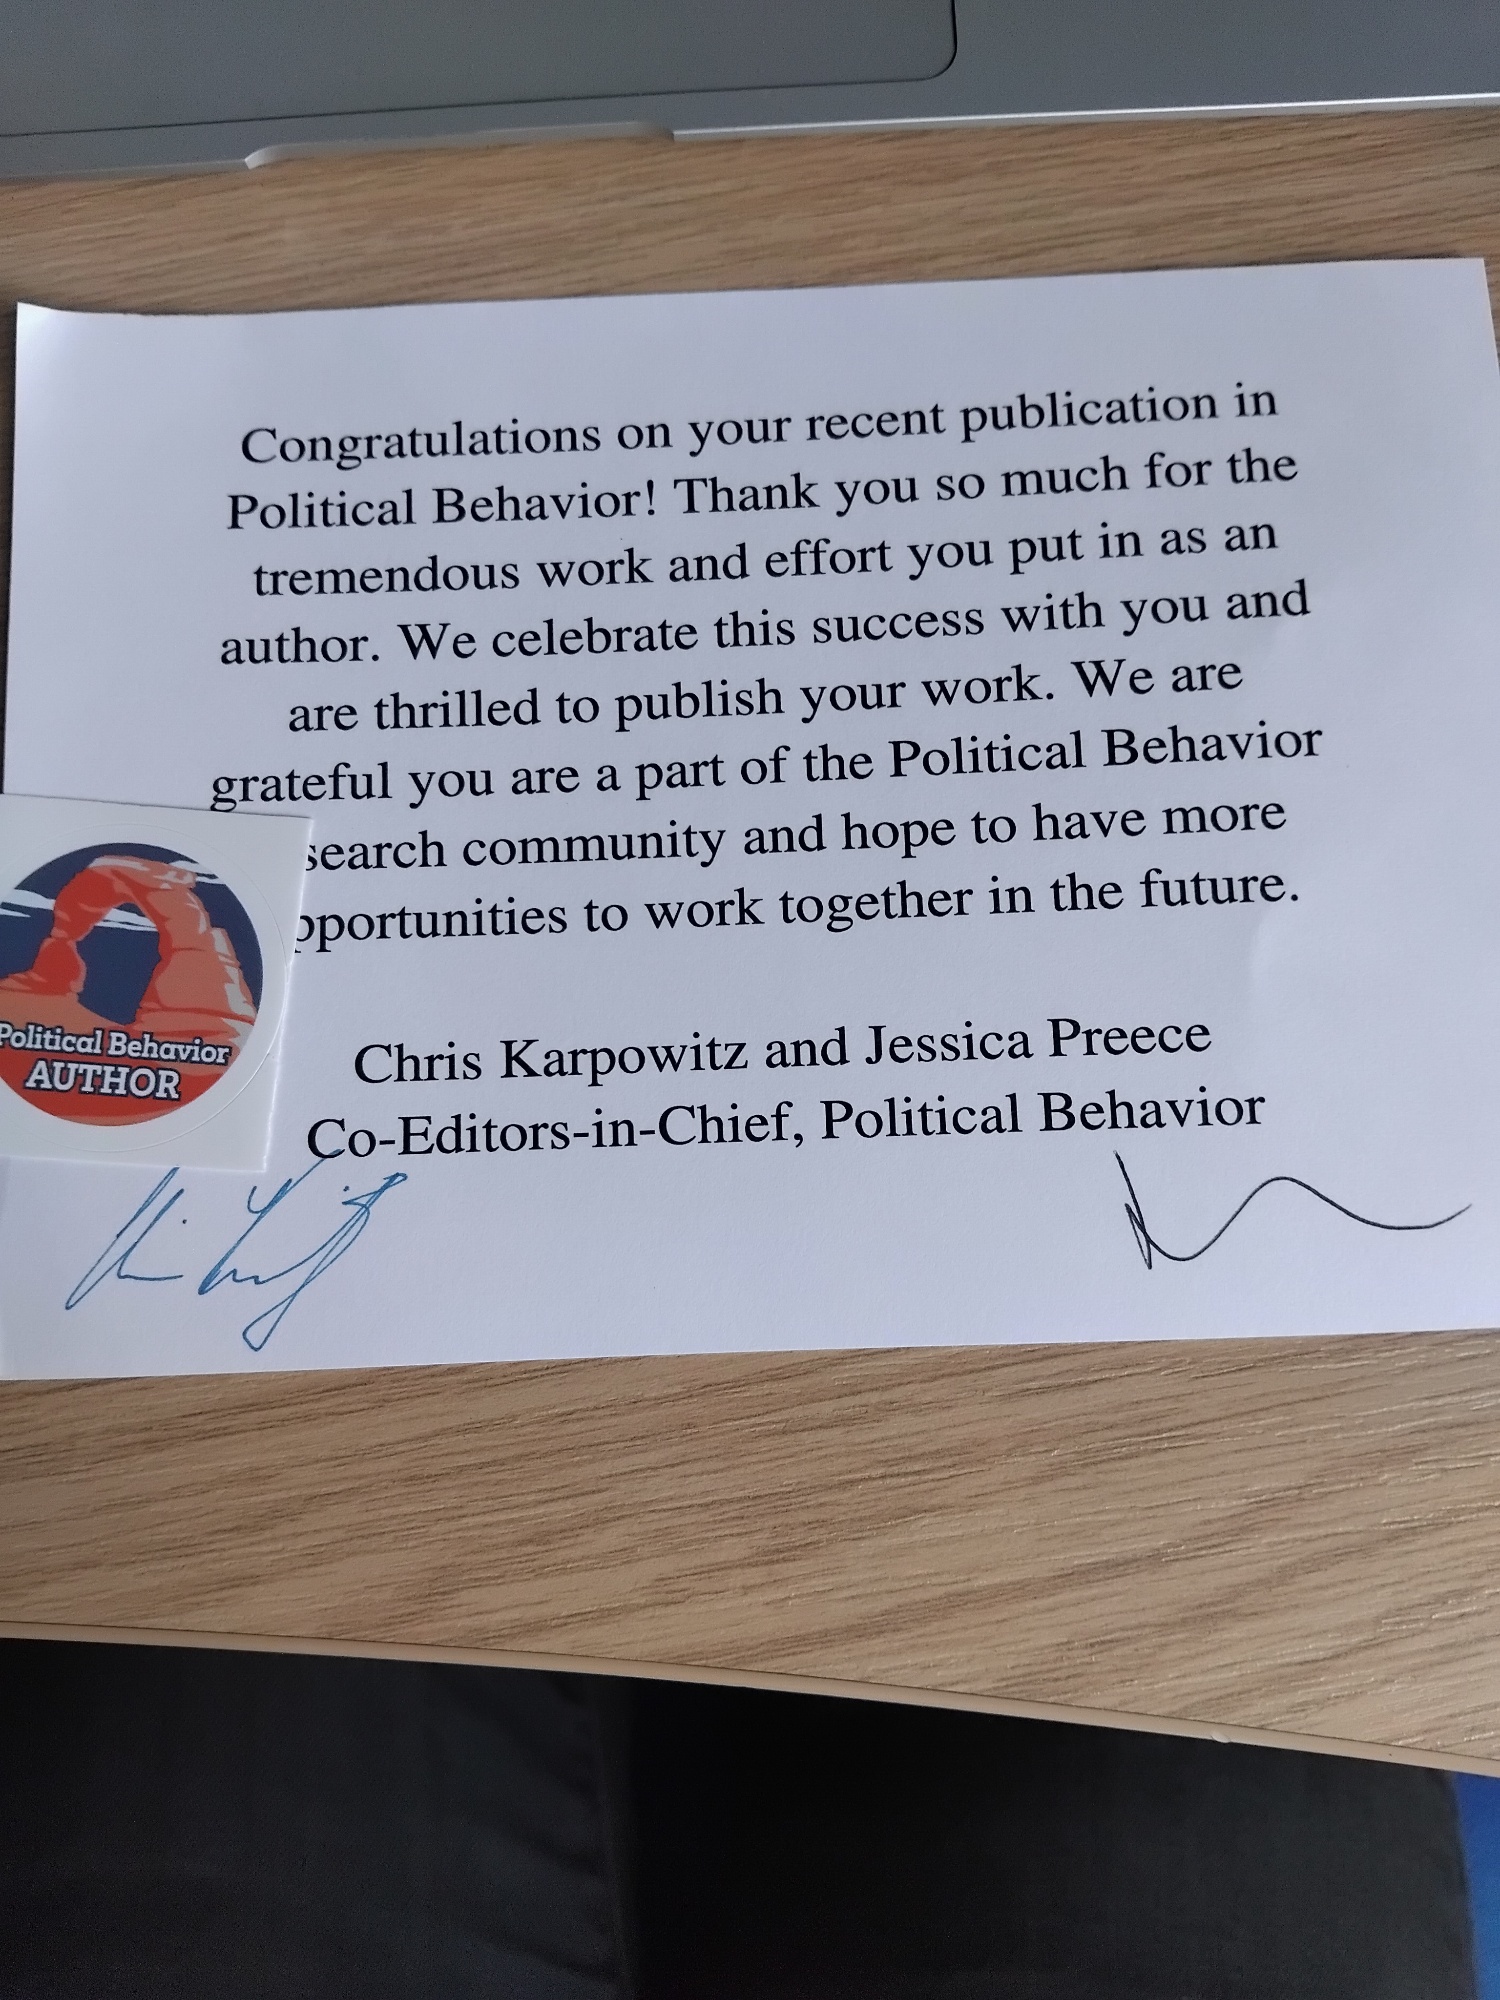 Congratulations on your recent publication in
Political Behavior! Thank you so much for the
tremendous work and effort you put in as an
author. We celebrate this success with you and
are thrilled to publish your work. We are
grateful you are a part of the Political Behavior
search community and hope to have more
pportunities to work together in the future.
Political Behavior
AUTHOR
Chris Karpowitz and Jessica Preece
Co-Editors-in-Chief, Political Behavior